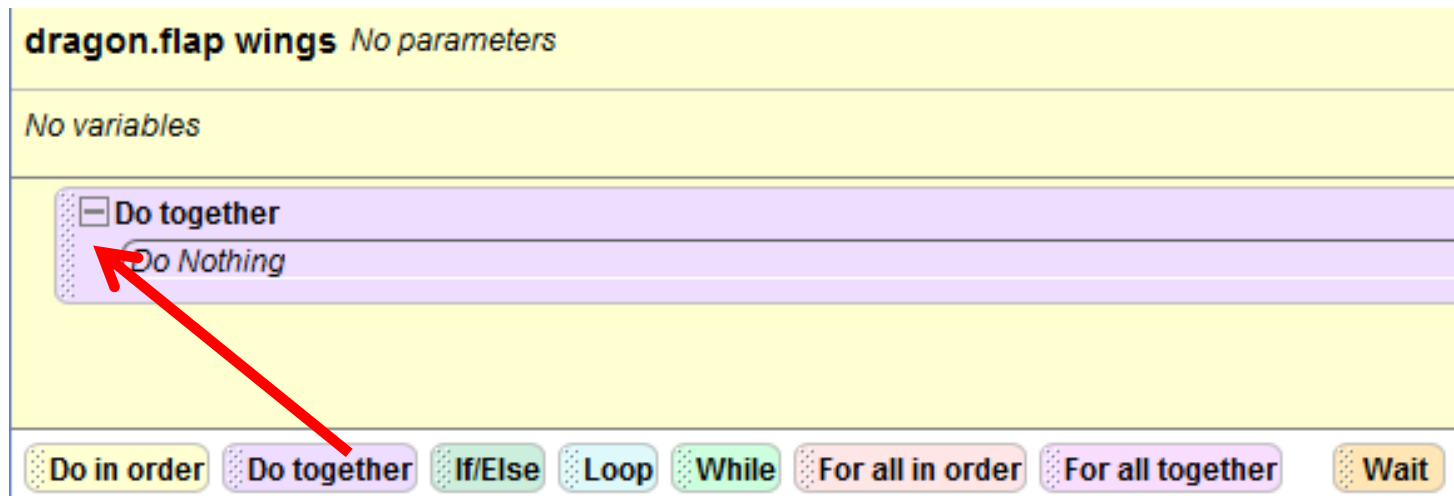 dragon.flap wings No parameters
No variables
Do together
Do Nothing
Do in order Do together If/Else Loop While For all in order For all together Wait